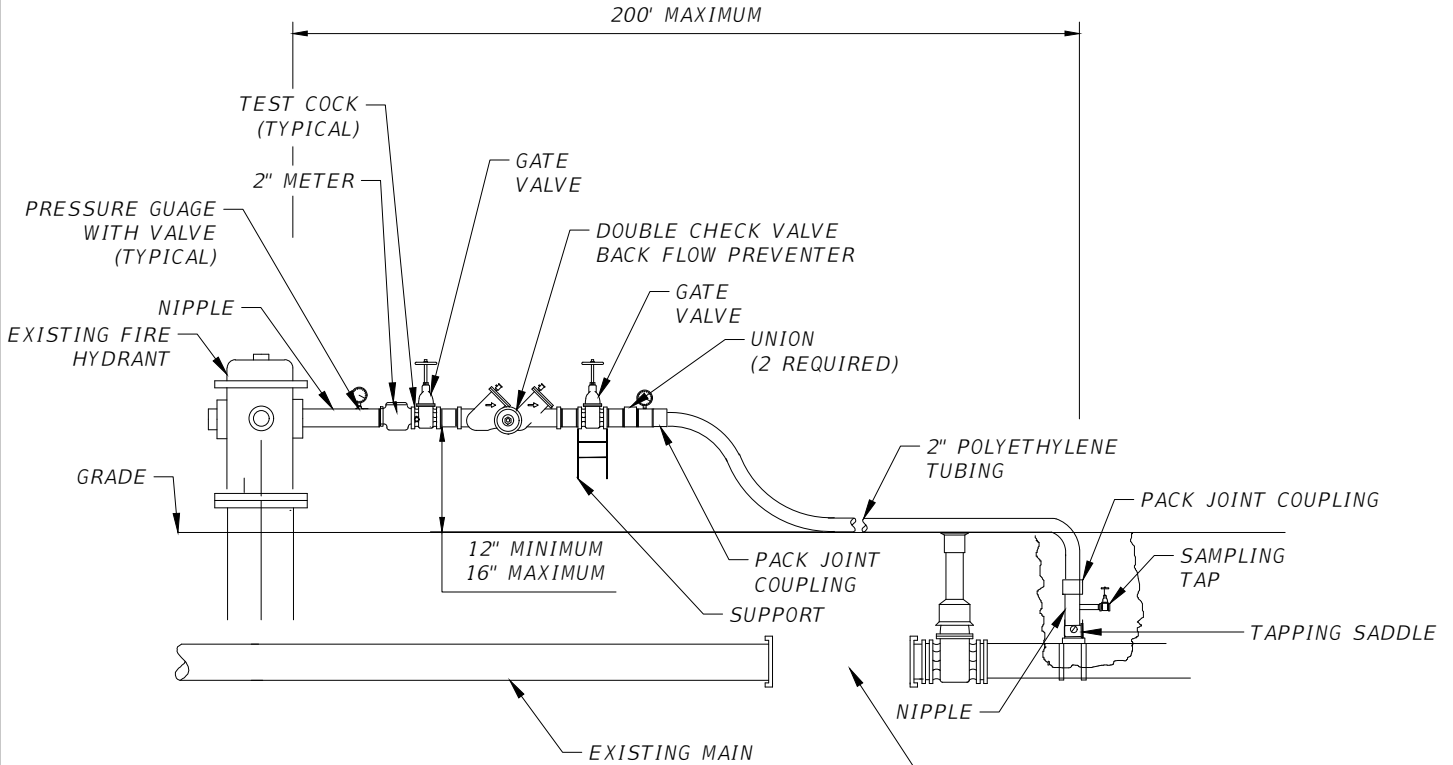 200' MAXIMUM
TEST COCK
(TYPICAL)
GATE
VALVE
2" METER
PRESSURE GUAGE
WITH VALVE
(TYPICAL)
DOUBLE CHECK VALVE
BACK FLOW PREVENTER
GATE
VALVE
NIPPLE
EXISTING FIRE
HYDRANT
UNION
(2 REQUIRED)
GRADE
2" POLYETHYLENE
TUBING
PACK JOINT COUPLING
12" MINIMUM
16" MAXIMUM
PACK JOINT
COUPLING
SAMPLING
TAP
SUPPORT
TAPPING SADDLE
NIPPLE
EXISTING MAIN